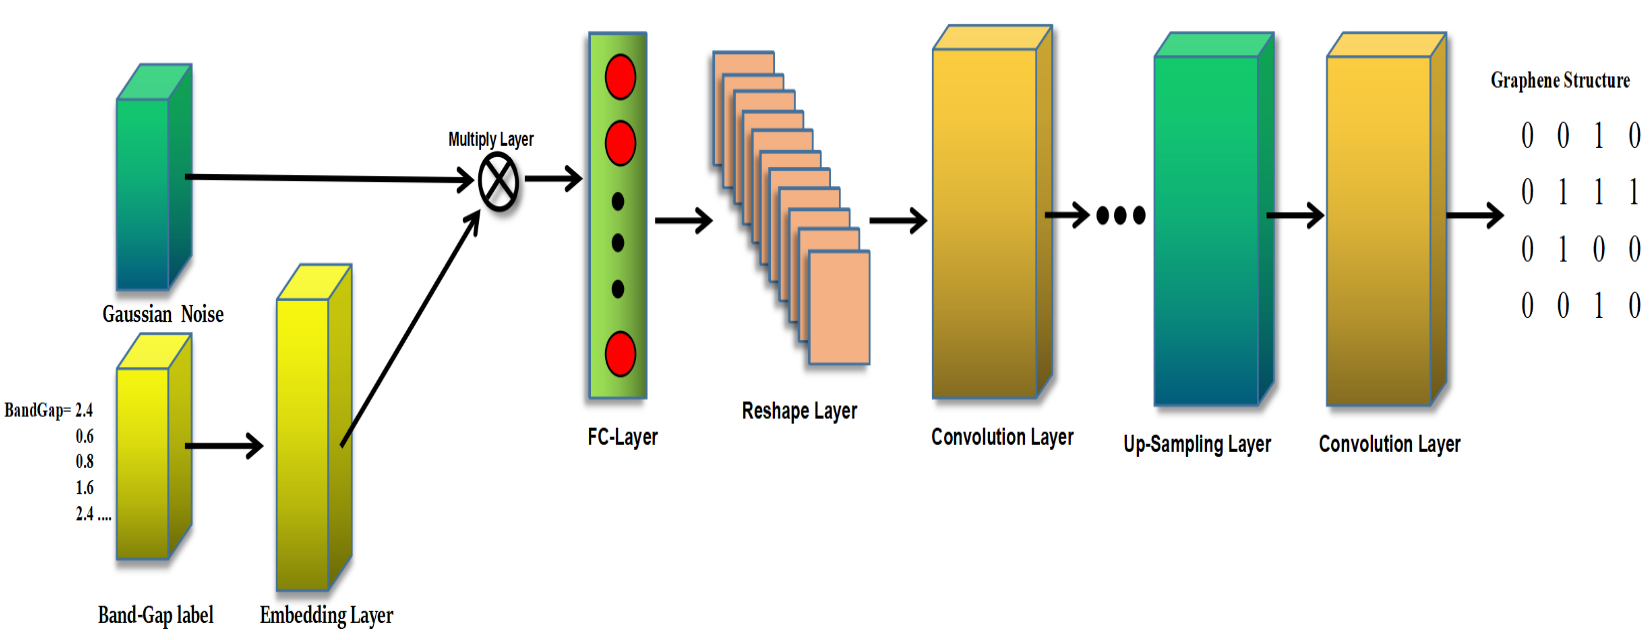 Gaussian Noise
BandGap= 2.4
0.6
0.8
1.6
2.4 ....
Band-Gap label
Embedding Layer
Multiply Layer
FC-Layer
Reshape Layer
Convolution Layer
Up-Sampling Layer
Convolution Layer
Graphene Structure
0 0 1 0
0 1 1 1
0 1 0 0
0 0 1 0